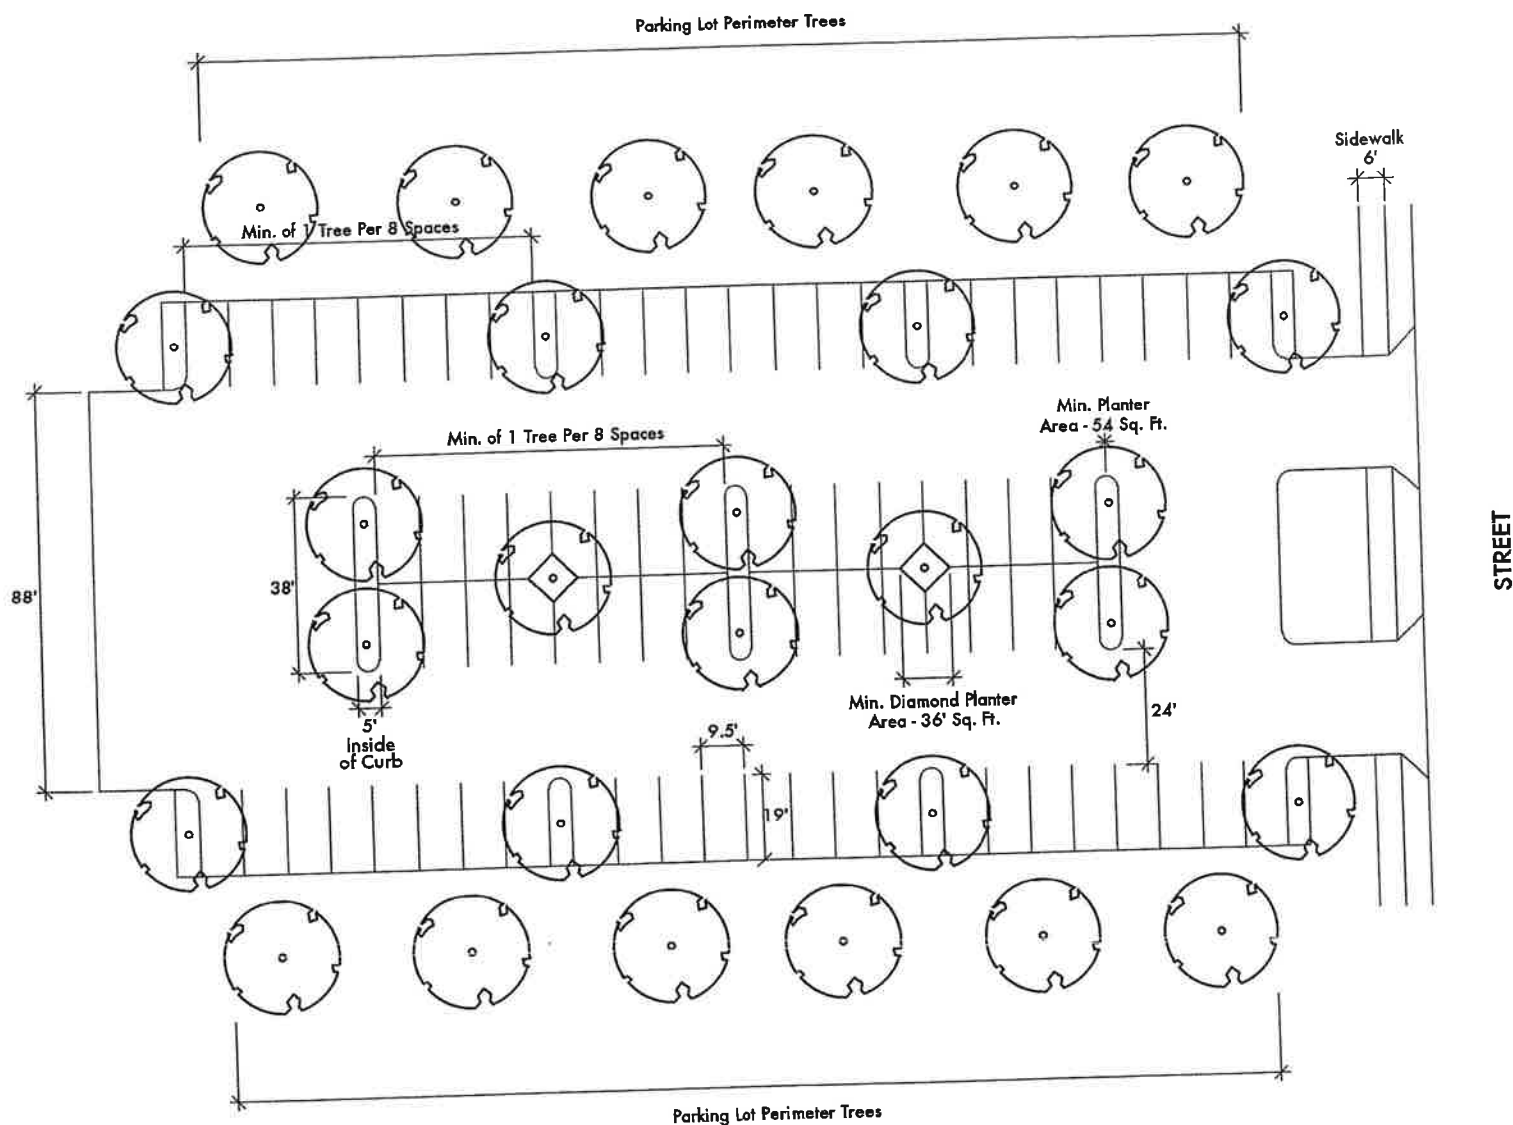 Parking Lot Perimeter Trees
Sidewalk
6'
Min. of 1 Tree Per 8 Spaces
Min. Planter
Area - 54 Sq. Ft.
Min. of 1 Tree Per 8 Spaces
STREET
38'
88'
Min. Diamond Planter
Area - 36' Sq. Ft.
24'
5'
Inside
of Curb
9.5'
19'
Parking Lot Perimeter Trees